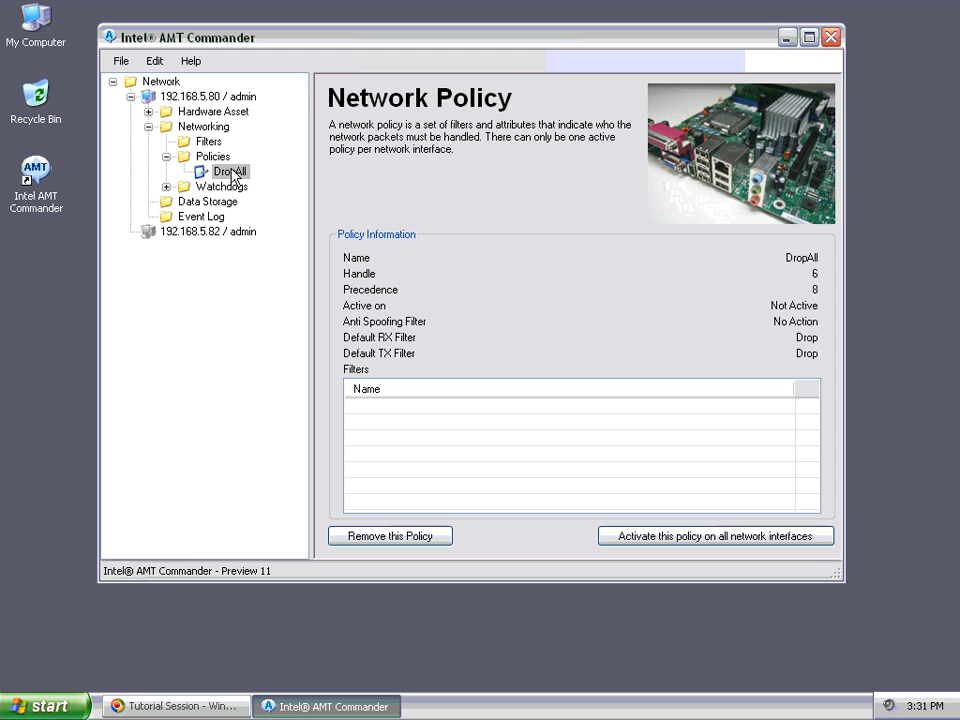 My Computer
Recycle Bin
AMT
Intel AMT
Commander
Intel® AMT Commander
File Edit Help
Network
192.168.5.80 / admin
Hardware Asset
Networking
Filters
Policies
DropAll
Watchdogs
Data Storage
Event Log
192.168.5.82 / admin
Network Policy
A network policy is a set of filters and attributes that indicate who the
network packets must be handled. There can only be one active
policy per network interface.
Policy Information
Name DropAll
Handle 6
Precedence 8
Active on Not Active
Anti Spoofing Filter No Action
Default RX Filter Drop
Default TX Filter Drop
Filters
Name
Remove this Policy Activate this policy on all network interfaces
Intel® AMT Commander - Preview 11
start Tutorial Session - Win... Intel® AMT Commander 3:31 PM